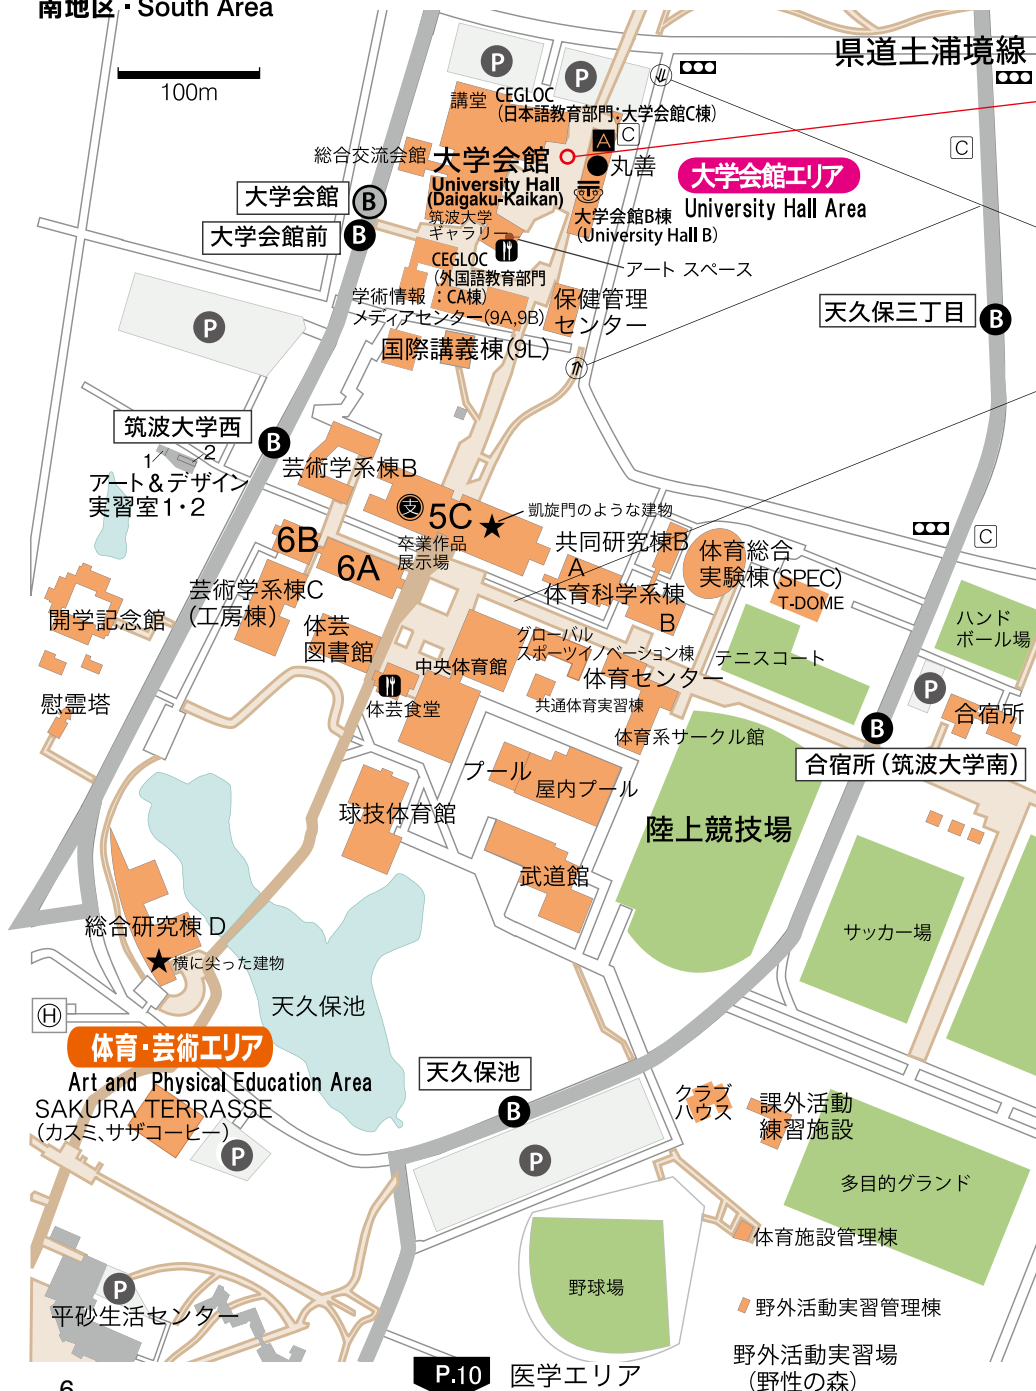 南地区・South Area
100m
県道土浦境線
P
P
講堂
CEGLOC
(日本語教育部門:大学会館C棟)
A
C
C
総合交流会館
大学会館
丸善
University Hall
(Daigaku-Kaikan)
大学会館エリア
University Hall Area
大学会館
B
大学会館前
B
筑波大学
ギャラリー
大学会館B棟
(University Hall B)
CEGLOC
(外国語教育部門
:CA棟)
アート スペース
学術情報
メディアセンター(9A,9B)
保健管理
センター
天久保三丁目
B
P
国際講義棟(9L)
筑波大学西
B
1
2
アート&デザイン
実習室1・2
芸術学系棟B
支
5C
凱旋門のような建物
卒業作品
展示場
6B
6A
共同研究棟B
A
体育科学系棟
B
体育総合
実験棟(SPEC)
T-DOME
C
芸術学系棟C
(工房棟)
開学記念館
体芸
図書館
ハンド
ボール場
グローバル
スポーツイノベーション棟
中央体育館
体育センター
テニスコート
慰霊塔
体芸食堂
共通体育実習棟
P
合宿所
体育系サークル館
B
合宿所(筑波大学南)
プール
屋内プール
球技体育館
陸上競技場
武道館
総合研究棟 D
横に尖った建物
サッカー場
天久保池
H
体育・芸術エリア
Art and Physical Education Area
天久保池
B
SAKURA TERRASSE
(カスミ、サザコーヒー)
P
P
クラブ
ハウス
課外活動
練習施設
多目的グランド
体育施設管理棟
P
平砂生活センター
野球場
野外活動実習管理棟
野外活動実習場
(野性の森)
P.10
医学エリア
6